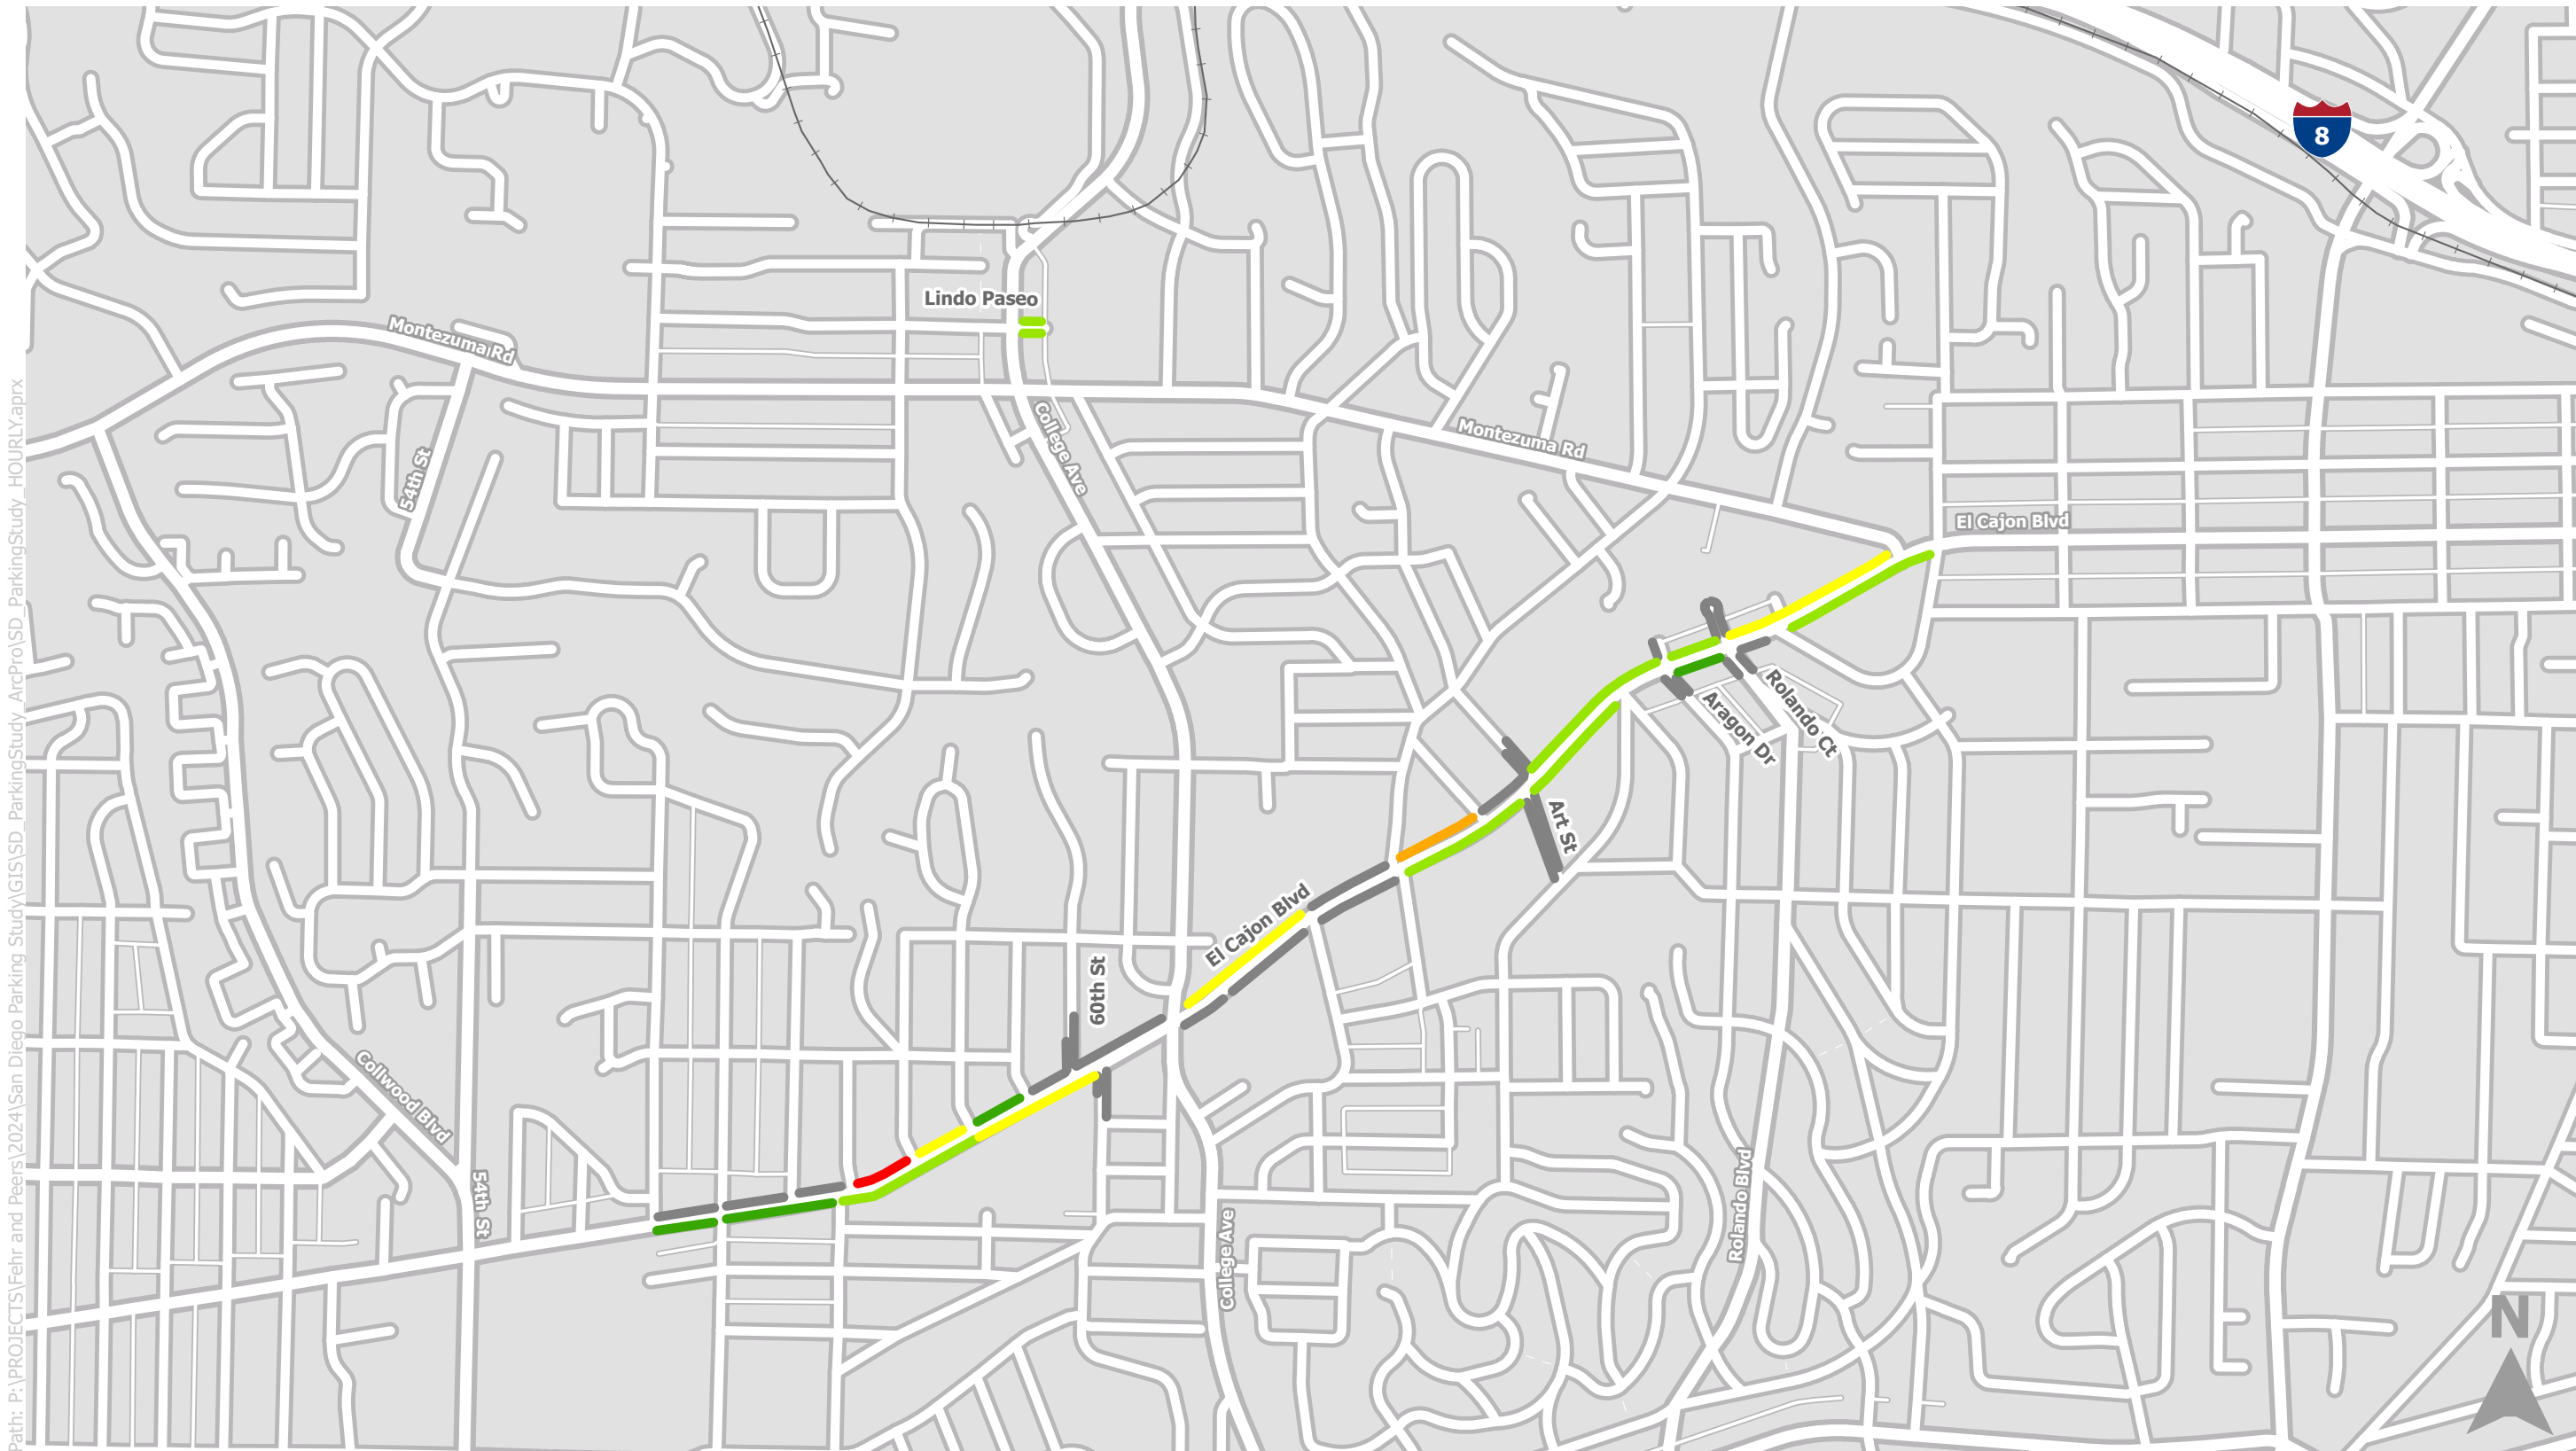 8
Lindo Paseo
Montezuma Rd
College Ave
54th St
Montezuma Rd
El Cajon Blvd
Rolando Ct
Aragon Dr
Art St
El Cajon Blvd
60th St
Collwood Blvd
54th St
College Ave
Rolando Blvd
N
Path: P:\PROJECTS\Fehr and Peers\2024\San Diego Parking Study\GIS\SD_ParkingStudy_ArcPro\SD_ParkingStudy_HOURLY.aprx